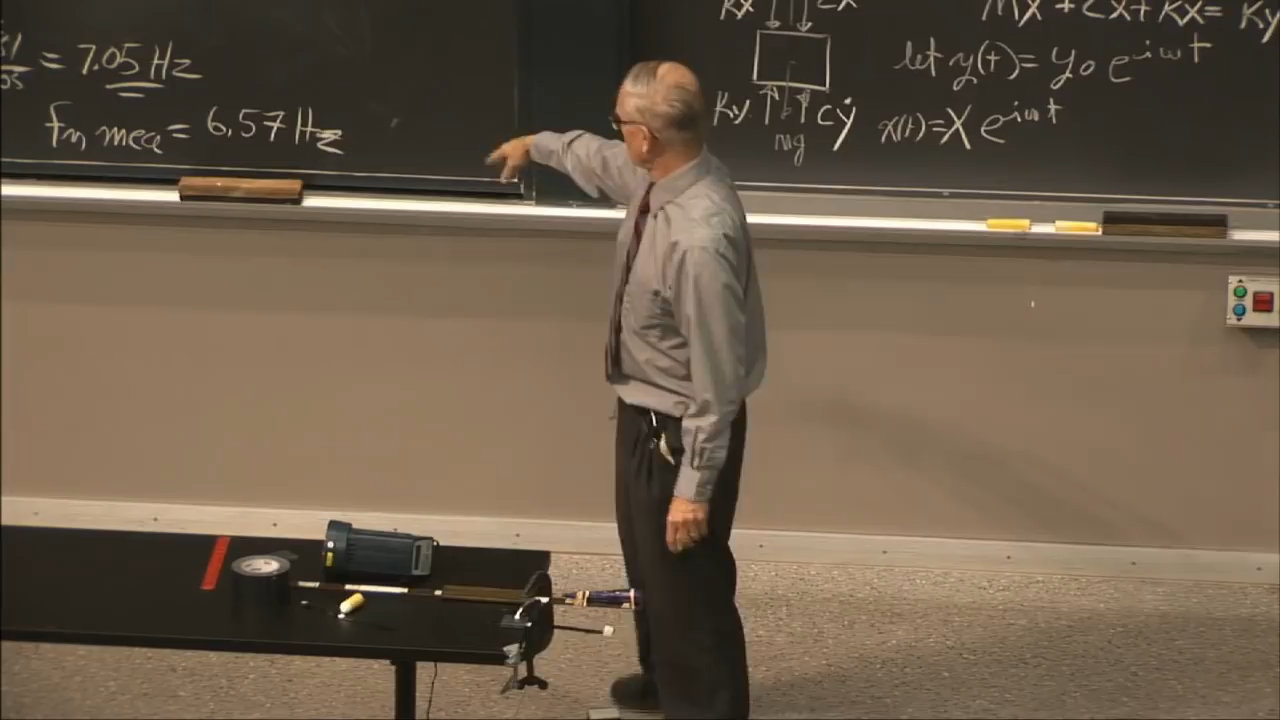 = 7.05 Hz
fn mea = 6.57 Hz
Kx
Ky
Cẏ
mg
Mẍ + Cẋ + Kx = Ky
let y(t) = y₀ e^iωt
x(t) = X e^iωt